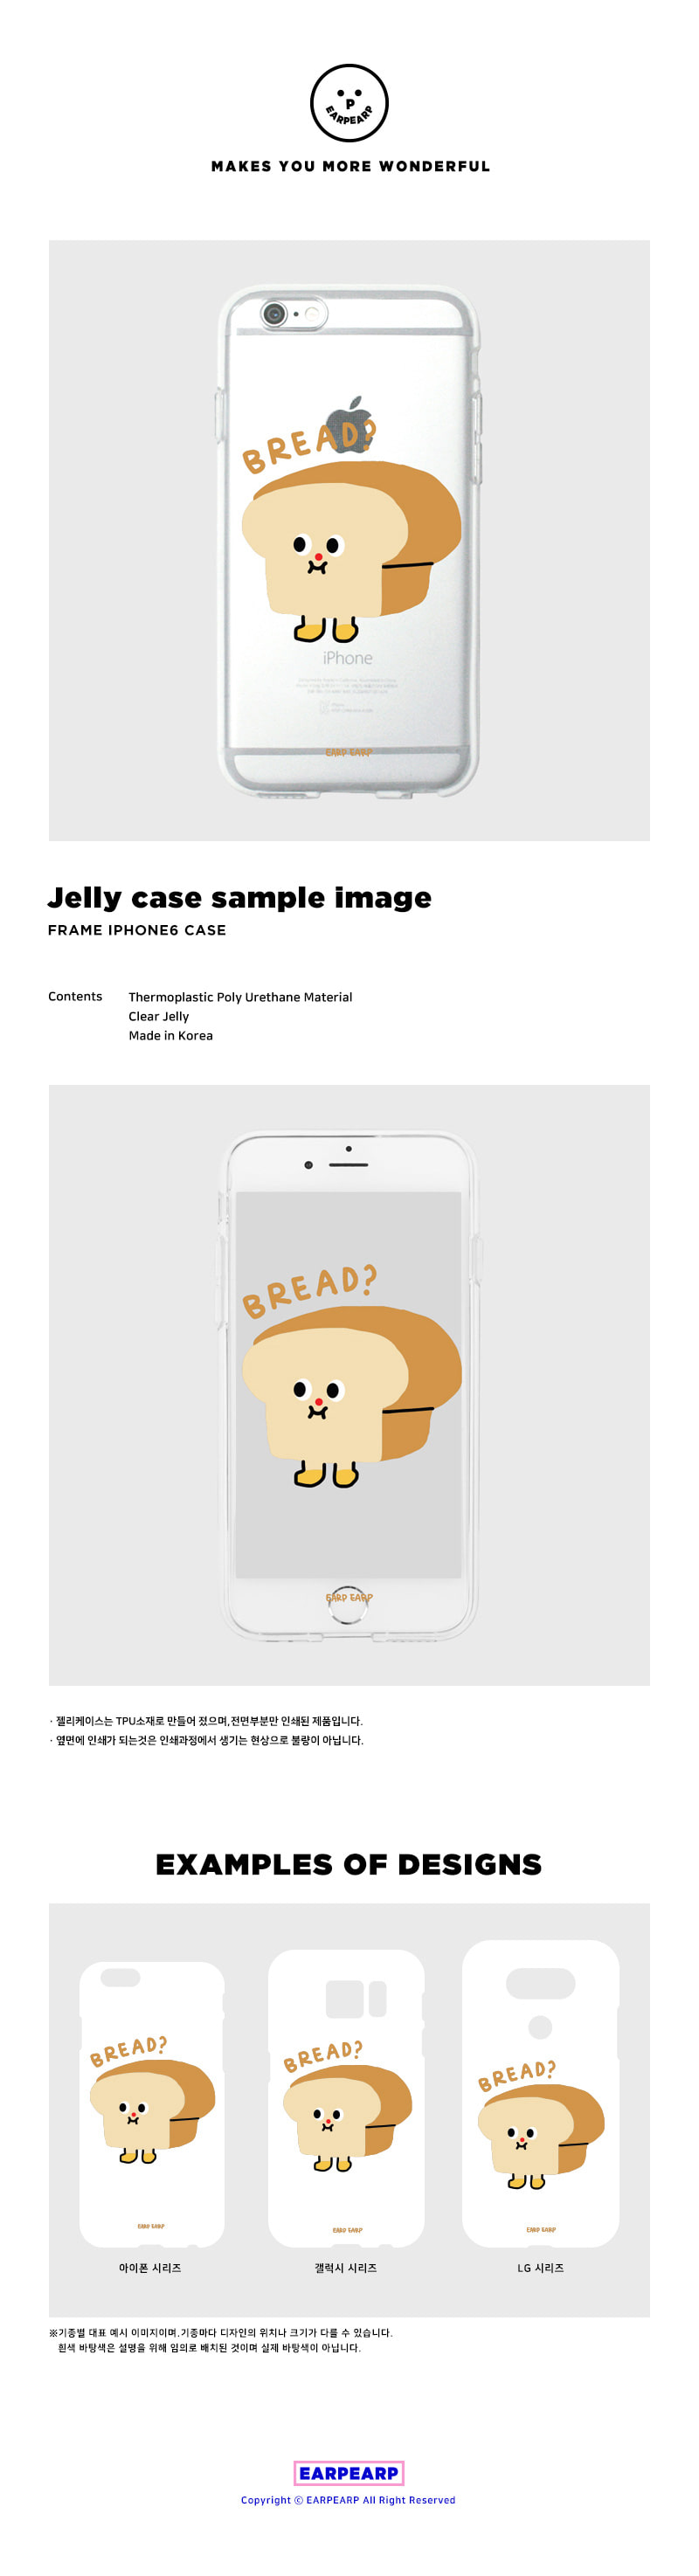 P
EARPEARP
MAKES YOU MORE WONDERFUL
BREAD?
iPhone
EARP EARP
Jelly case sample image
FRAME IPHONE6 CASE
Contents Thermoplastic Poly Urethane Material
Clear Jelly
Made in Korea
BREAD?
EARP EARP
· 젤리케이스는 TPU소재로 만들어 졌으며,전면부분만 인쇄된 제품입니다.
· 옆면에 인쇄가 되는것은 인쇄과정에서 생기는 현상으로 불량이 아닙니다.
EXAMPLES OF DESIGNS
BREAD? BREAD? BREAD?
EARP EARP EARP EARP EARP EARP
아이폰 시리즈 갤럭시 시리즈 LG 시리즈
※기종별 대표 예시 이미지이며,기종마다 디자인의 위치나 크기가 다를 수 있습니다.
흰색 바탕색은 설명을 위해 임의로 배치된 것이며 실제 바탕색이 아닙니다.
EARPEARP
Copyright ⓒ EARPEARP All Right Reserved